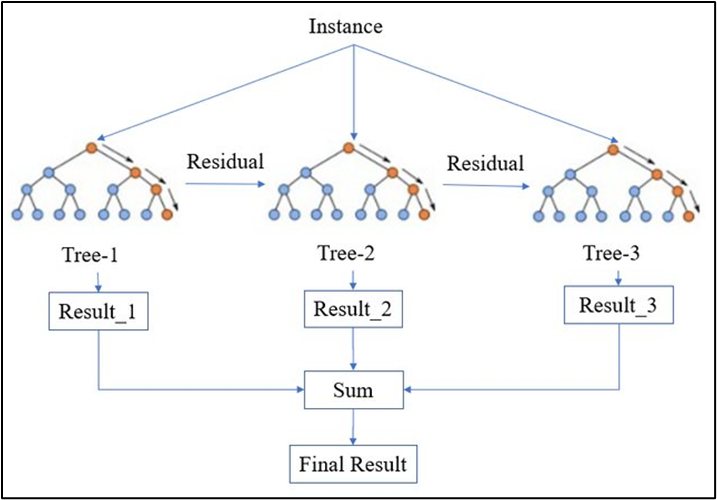 Instance
Residual
Residual
Tree-1
Tree-2
Tree-3
Result_1
Result_2
Result_3
Sum
Final Result